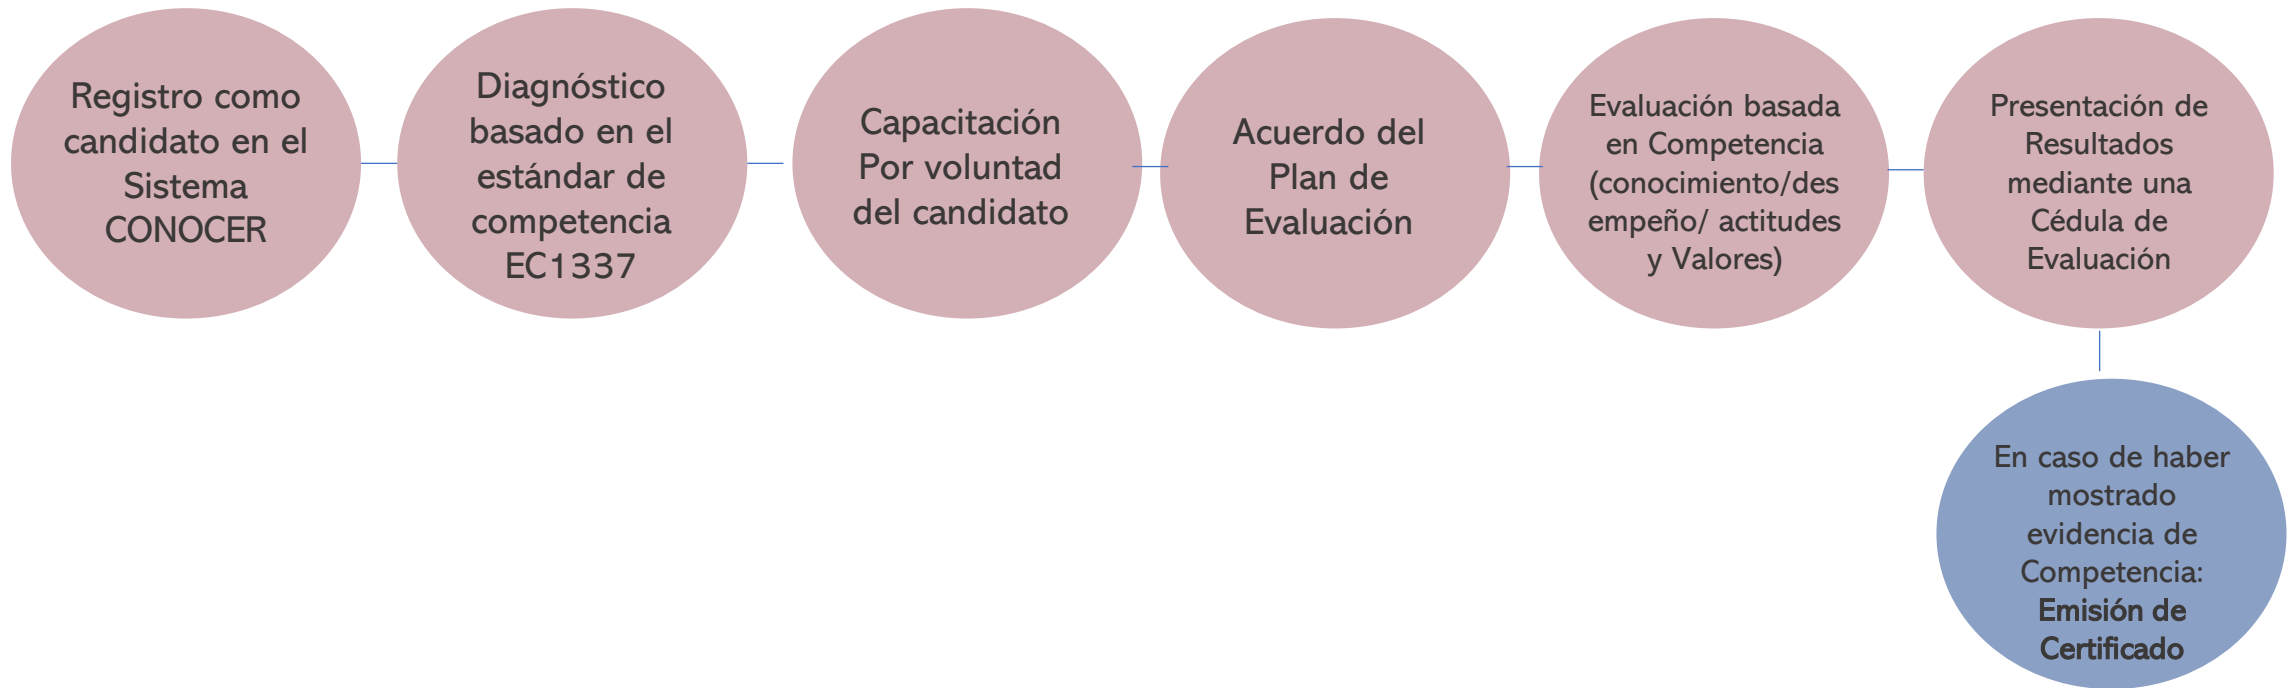 Registro como
candidato en el
Sistema
CONOCER
Diagnóstico
basado en el
estándar de
competencia
EC1337
Capacitación
Por voluntad
del candidato
Acuerdo del
Plan de
Evaluación
Evaluación basada
en Competencia
(conocimiento/des
empeño/ actitudes
y Valores)
Presentación de
Resultados
mediante una
Cédula de
Evaluación
En caso de haber
mostrado
evidencia de
Competencia:
Emisión de
Certificado